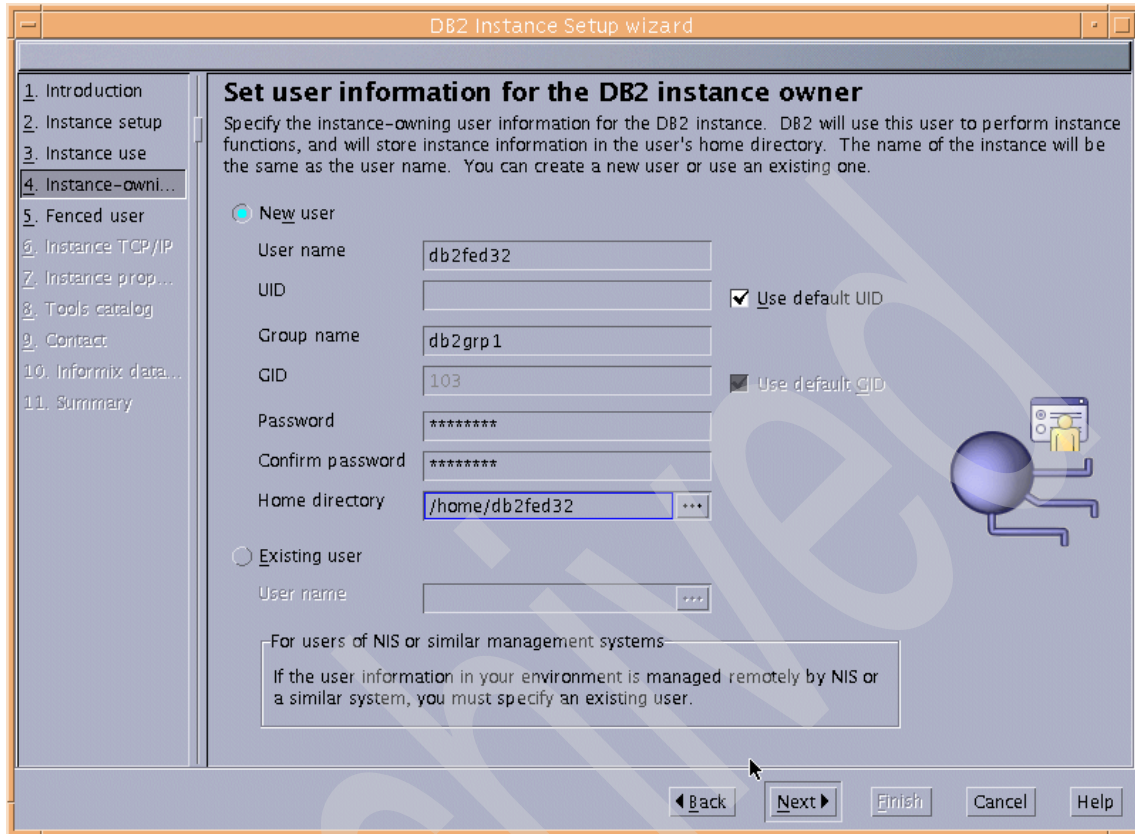 DB2 Instance Setup wizard
1. Introduction
2. Instance setup
3. Instance use
4. Instance-owni...
5. Fenced user
6. Instance TCP/IP
7. Instance prop...
8. Tools catalog
9. Contact
10. Informix data...
11. Summary
Set user information for the DB2 instance owner
Specify the instance-owning user information for the DB2 instance. DB2 will use this user to perform instance
functions, and will store instance information in the user's home directory. The name of the instance will be
the same as the user name. You can create a new user or use an existing one.
New user
User name db2fed32
UID Use default UID
Group name db2grp1
GID 103 Use default GID
Password ********
Confirm password ********
Home directory /home/db2fed32 ...
Existing user
User name ...
For users of NIS or similar management systems
If the user information in your environment is managed remotely by NIS or
a similar system, you must specify an existing user.
Back Next Finish Cancel Help